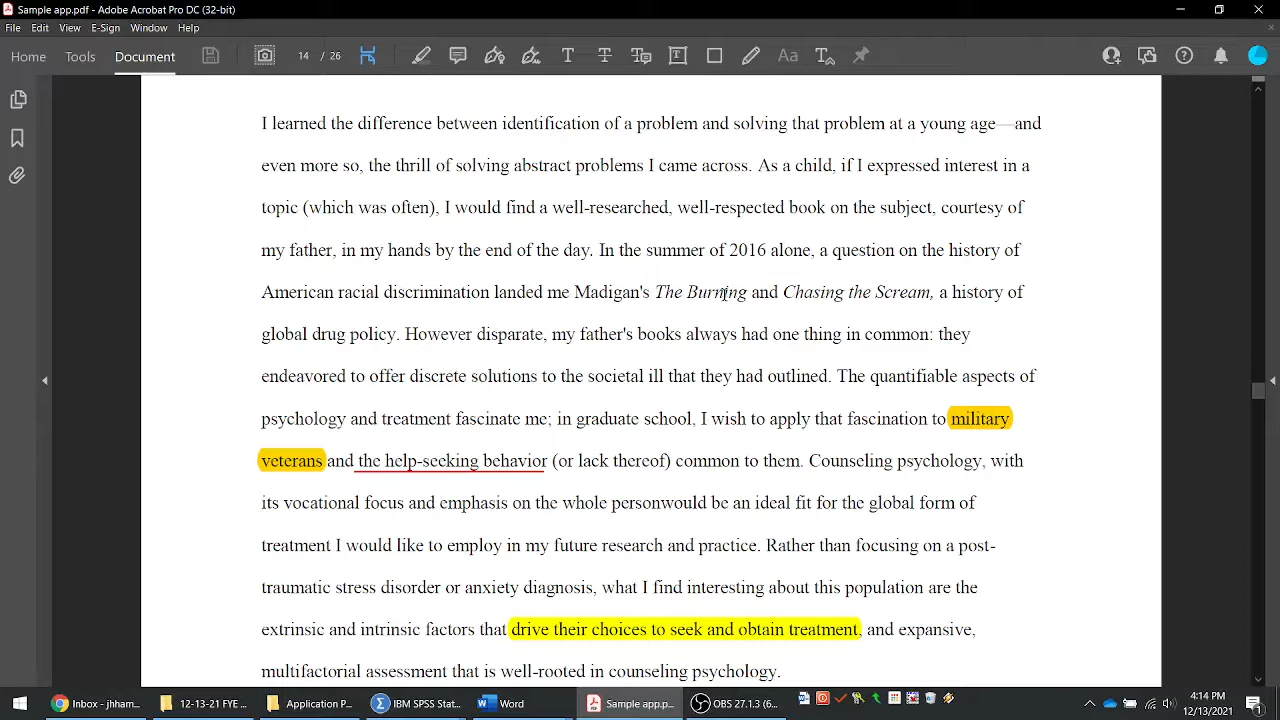 Sample app.pdf - Adobe Acrobat Pro DC (32-bit)
File Edit View E-Sign Window Help
Home Tools Document 14 / 26
I learned the difference between identification of a problem and solving that problem at a young age—and
even more so, the thrill of solving abstract problems I came across. As a child, if I expressed interest in a
topic (which was often), I would find a well-researched, well-respected book on the subject, courtesy of
my father, in my hands by the end of the day. In the summer of 2016 alone, a question on the history of
American racial discrimination landed me Madigan's The Burning and Chasing the Scream, a history of
global drug policy. However disparate, my father's books always had one thing in common: they
endeavored to offer discrete solutions to the societal ill that they had outlined. The quantifiable aspects of
psychology and treatment fascinate me; in graduate school, I wish to apply that fascination to military
veterans and the help-seeking behavior (or lack thereof) common to them. Counseling psychology, with
its vocational focus and emphasis on the whole personwould be an ideal fit for the global form of
treatment I would like to employ in my future research and practice. Rather than focusing on a post-
traumatic stress disorder or anxiety diagnosis, what I find interesting about this population are the
extrinsic and intrinsic factors that drive their choices to seek and obtain treatment, and expansive,
multifactorial assessment that is well-rooted in counseling psychology.
Inbox - jhham... 12-13-21 FYE ... Application P... IBM SPSS Stat... Word Sample app.p... OBS 27.1.3 (6... 4:14 PM
12/13/2021